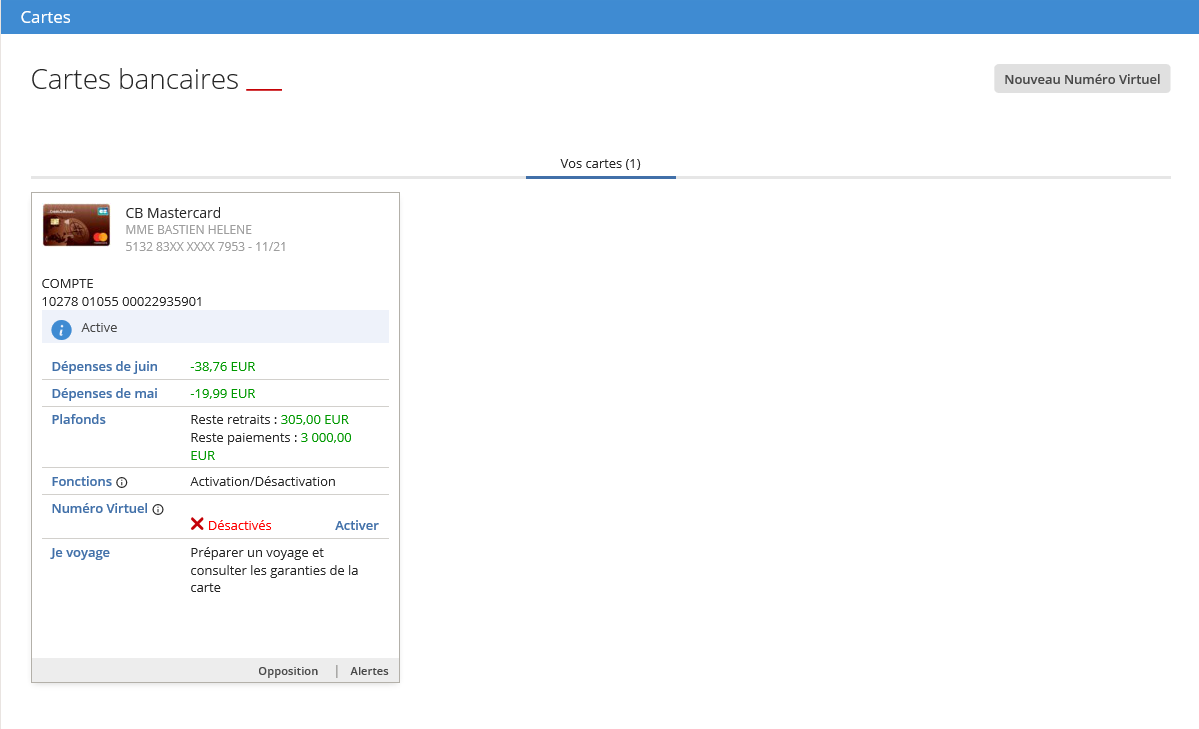 Cartes
Cartes bancaires
Nouveau Numéro Virtuel
Vos cartes (1)
CB Mastercard
MME BASTIEN HELENE
5132 83XX XXXX 7953 - 11/21
COMPTE
10278 01055 00022935901
Active
Dépenses de juin -38,76 EUR
Dépenses de mai -19,99 EUR
Plafonds Reste retraits : 305,00 EUR
Reste paiements : 3 000,00
EUR
Fonctions Activation/Désactivation
Numéro Virtuel
Désactivés Activer
Je voyage Préparer un voyage et
consulter les garanties de la
carte
Opposition | Alertes